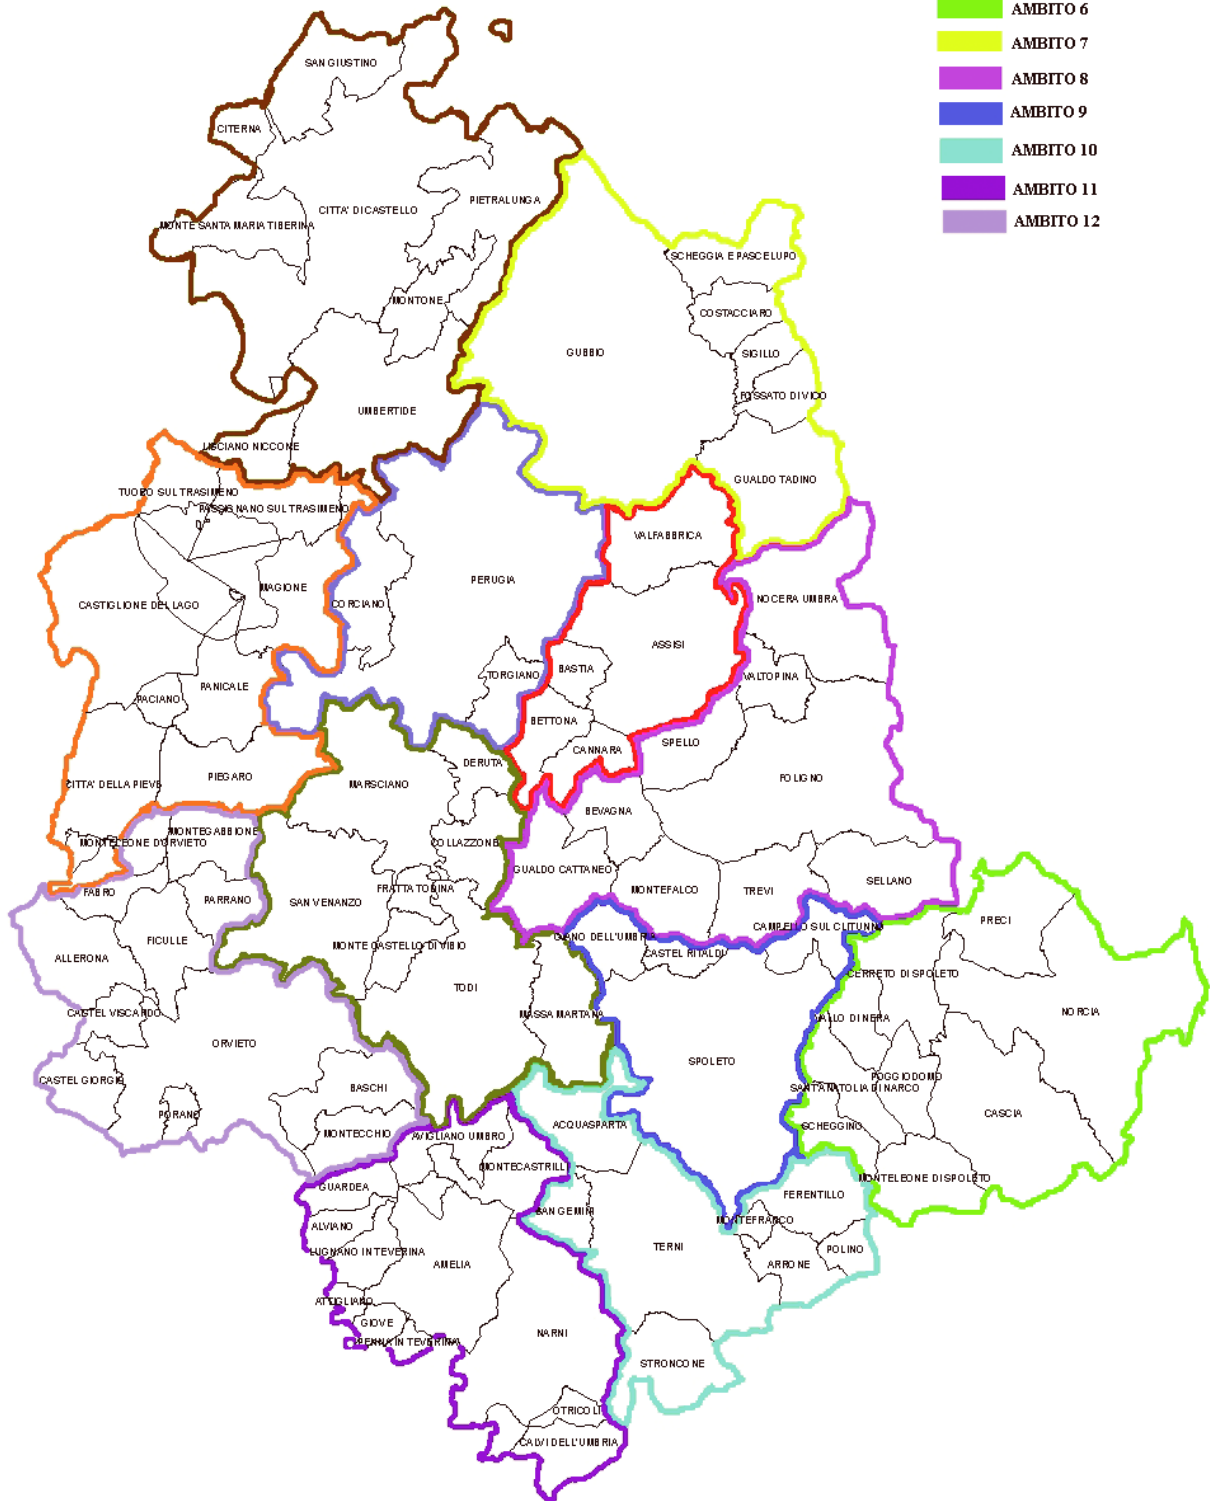 AMBITO 6
AMBITO 7
AMBITO 8
AMBITO 9
AMBITO 10
AMBITO 11
AMBITO 12
SAN GIUSTINO
CITERNA
CITTA' DI CASTELLO
PIETRALUNGA
MONTE SANTA MARIA TIBERINA
SCHEGGIA E PASCELUPO
MONTONE
COSTACCIARO
GUBBIO
SIGILLO
FOSSATO DI VICO
UMBERTIDE
LISCIANO NICCONE
GUALDO TADINO
TUORO SUL TRASIMENO
PASSIGNANO SUL TRASIMENO
VALFABBRICA
PERUGIA
MAGIONE
NOCERA UMBRA
CASTIGLIONE DEL LAGO
CORCIANO
ASSISI
BASTIA
TORGIANO
VALTOPINA
PANICALE
PACIANO
BETTONA
SPELLO
CANNARA
DERUTA
PIEGARO
FOLIGNO
CITTA' DELLA PIEVE
MARSCIANO
BEVAGNA
MONTEGABBIONE
MONTELEONE D'ORVIETO
COLLAZZONE
GUALDO CATTANEO
SELLANO
FABRO
FRATTA TODINA
MONTEFALCO
TREVI
PARRANO
SAN VENANZO
PRECI
CAMPELLO SUL CLITUNNO
GIANO DELL'UMBRIA
FICULLE
MONTE CASTELLO DI VIBIO
CASTEL RITALDI
ALLERONA
CERRETO DI SPOLETO
TODI
CASTEL VISCARDO
MASSA MARTANA
NORCIA
VALLO DI NERA
ORVIETO
SPOLETO
POGGIODOMO
CASTEL GIORGIO
BASCHI
SANT'ANATOLIA DI NARCO
PORANO
CASCIA
ACQUASPARTA
SCHEGGINO
MONTECCHIO
AVIGLIANO UMBRO
MONTECASTRILLI
MONTELEONE DI SPOLETO
GUARDEA
FERENTILLO
SAN GEMINI
MONTEFRANCO
ALVIANO
TERNI
POLINO
LUGNANO IN TEVERINA
AMELIA
ARRONE
ATTIGLIANO
GIOVE
NARNI
PENNA IN TEVERINA
STRONCONE
OTRICOLI
CALVI DELL'UMBRIA